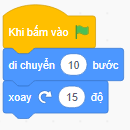 Khi bấm vào
di chuyển 10 bước
xoay 15 độ